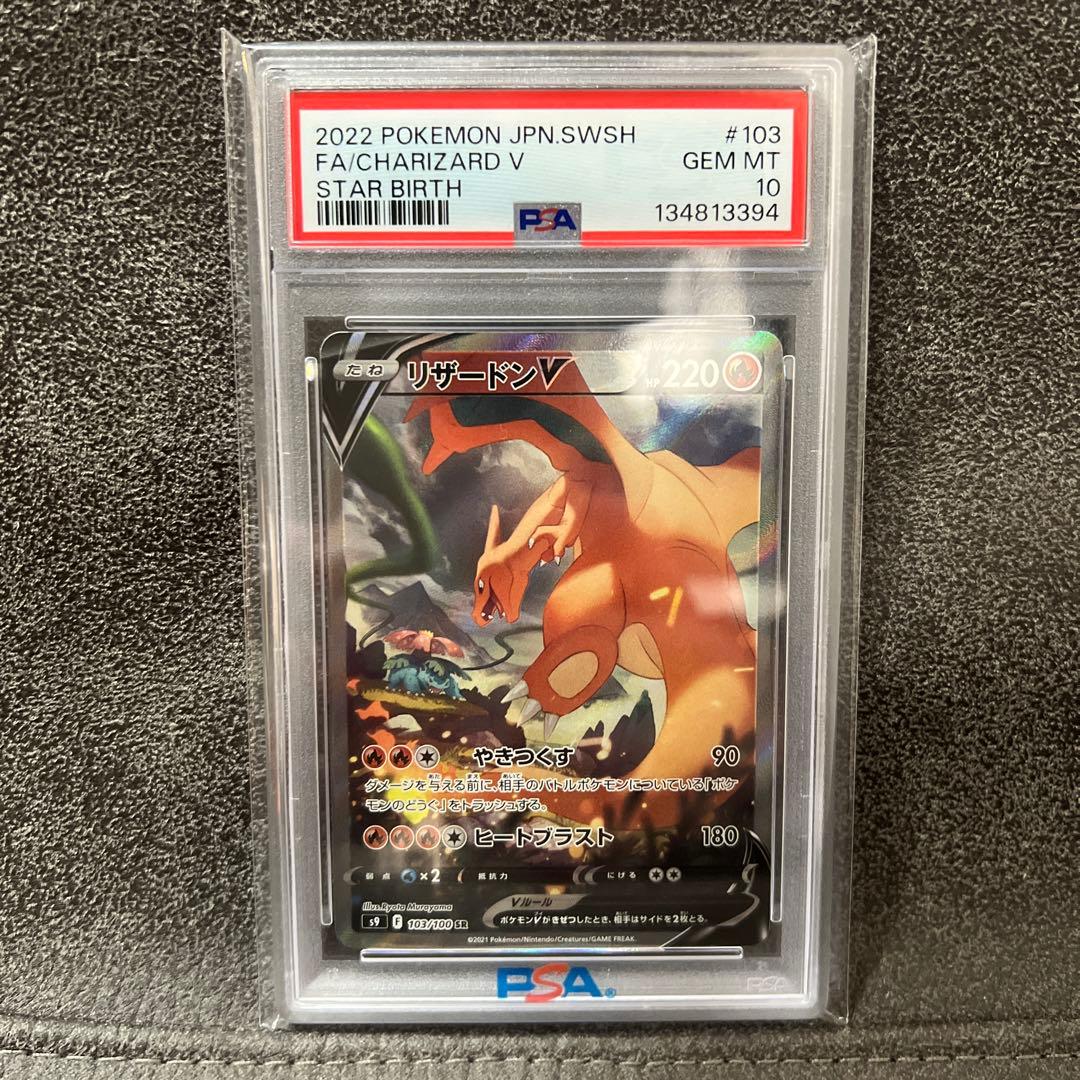 2022 POKEMON JPN.SWSH #103
FA/CHARIZARD V GEM MT
STAR BIRTH 10
PSA 134813394
たね リザードンV HP 220
やきつくす 90
ダメージを与える前に、相手のバトルポケモンについている「ポケ
モンのどうぐ」をトラッシュする。
ヒートブラスト 180
弱点 ×2 抵抗力 にげる
Illus.Ryota Murayama
Vルール
ポケモンVがきぜつしたとき、相手はサイドを2枚とる。
s9 F 103/100 SR
©2021 Pokémon/Nintendo/Creatures/GAME FREAK.
PSA®
PSA